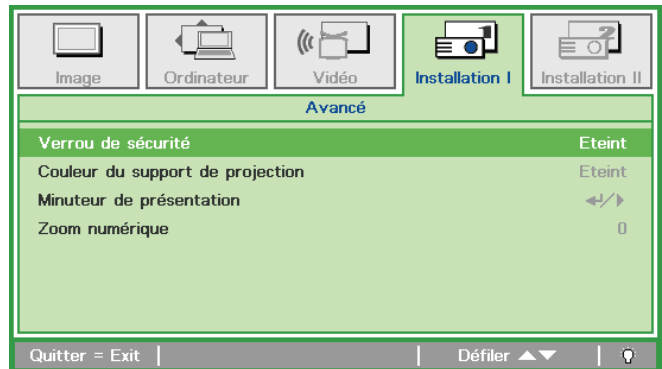 Image
Ordinateur
Vidéo
Installation I
Installation II
Avancé
Verrou de sécurité Eteint
Couleur du support de projection Eteint
Minuteur de présentation
Zoom numérique 0
Quitter = Exit Défiler